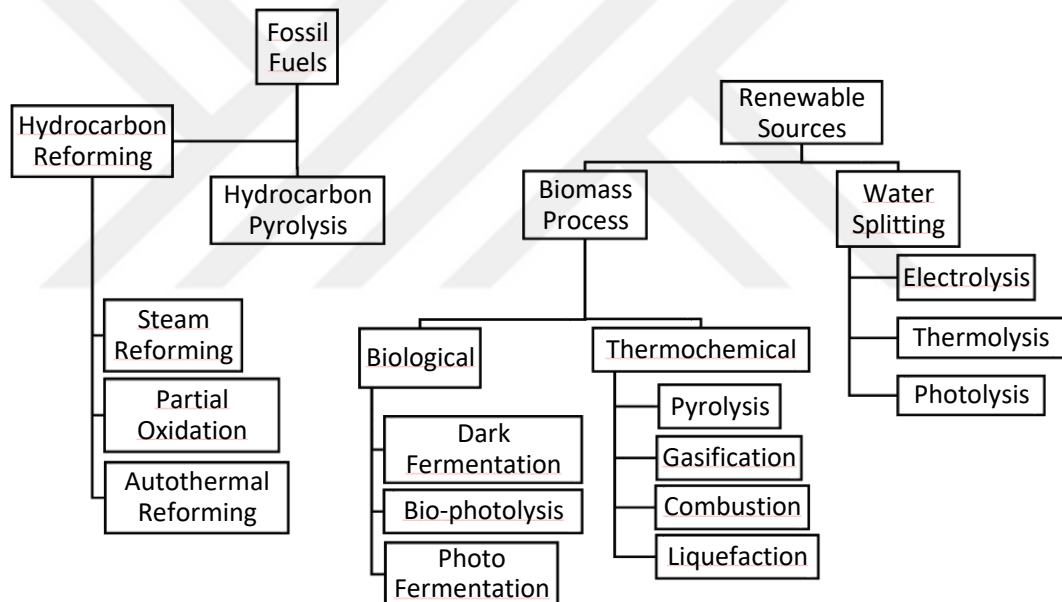 Fossil
Fuels
Hydrocarbon
Reforming
Hydrocarbon
Pyrolysis
Steam
Reforming
Partial
Oxidation
Autothermal
Reforming
Renewable
Sources
Biomass
Process
Water
Splitting
Biological
Dark
Fermentation
Bio-photolysis
Photo
Fermentation
Thermochemical
Pyrolysis
Gasification
Combustion
Liquefaction
Electrolysis
Thermolysis
Photolysis